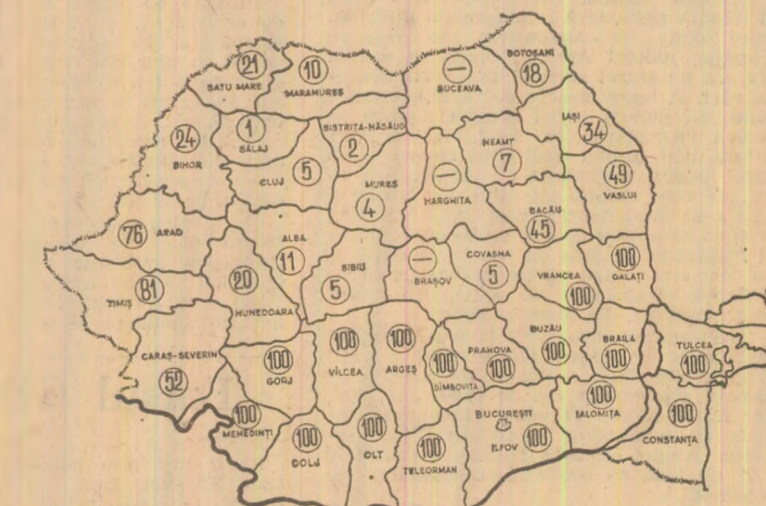 21
SATU MARE
10
MARAMUREȘ
—
SUCEAVA
BOTOȘANI
18
24
BIHOR
1
SĂLAJ
BISTRIȚA-NĂSĂUD
2
IAȘI
34
CLUJ
5
MUREȘ
4
—
HARGHITA
NEAMȚ
7
49
VASLUI
BACĂU
45
76
ARAD
ALBA
11
SIBIU
5
—
BRAȘOV
COVASNA
5
VRANCEA
100
100
GALAȚI
81
TIMIȘ
20
HUNEDOARA
CARAȘ-SEVERIN
52
100
GORJ
100
VÎLCEA
100
ARGEȘ
100
DÎMBOVIȚA
PRAHOVA
100
BUZĂU
100
BRĂILA
100
TULCEA
100
100
MEHEDINȚI
100
DOLJ
100
OLT
100
TELEORMAN
BUCUREȘTI
ILFOV
100
100
IALOMIȚA
100
CONSTANȚA